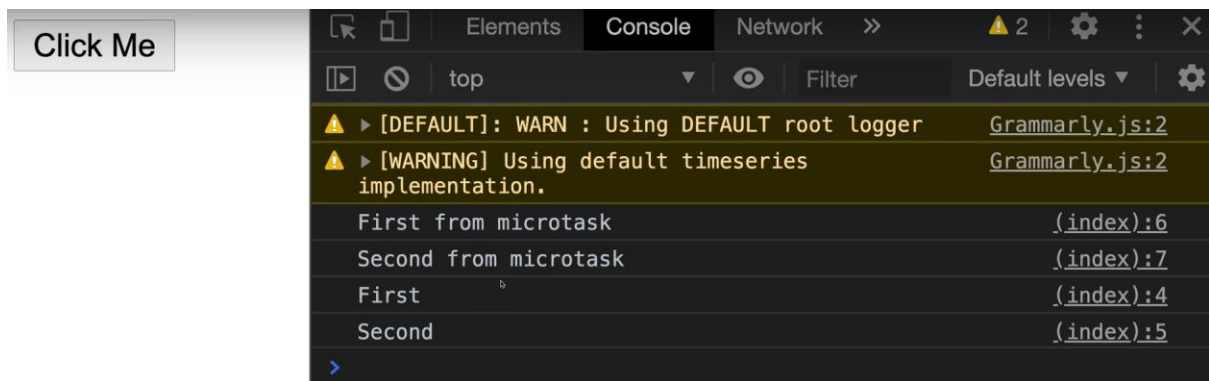 Click Me
Elements Console Network » 2
top Filter Default levels
[DEFAULT]: WARN : Using DEFAULT root logger Grammarly.js:2
[WARNING] Using default timeseries Grammarly.js:2
implementation.
First from microtask (index):6
Second from microtask (index):7
First (index):4
Second (index):5
>